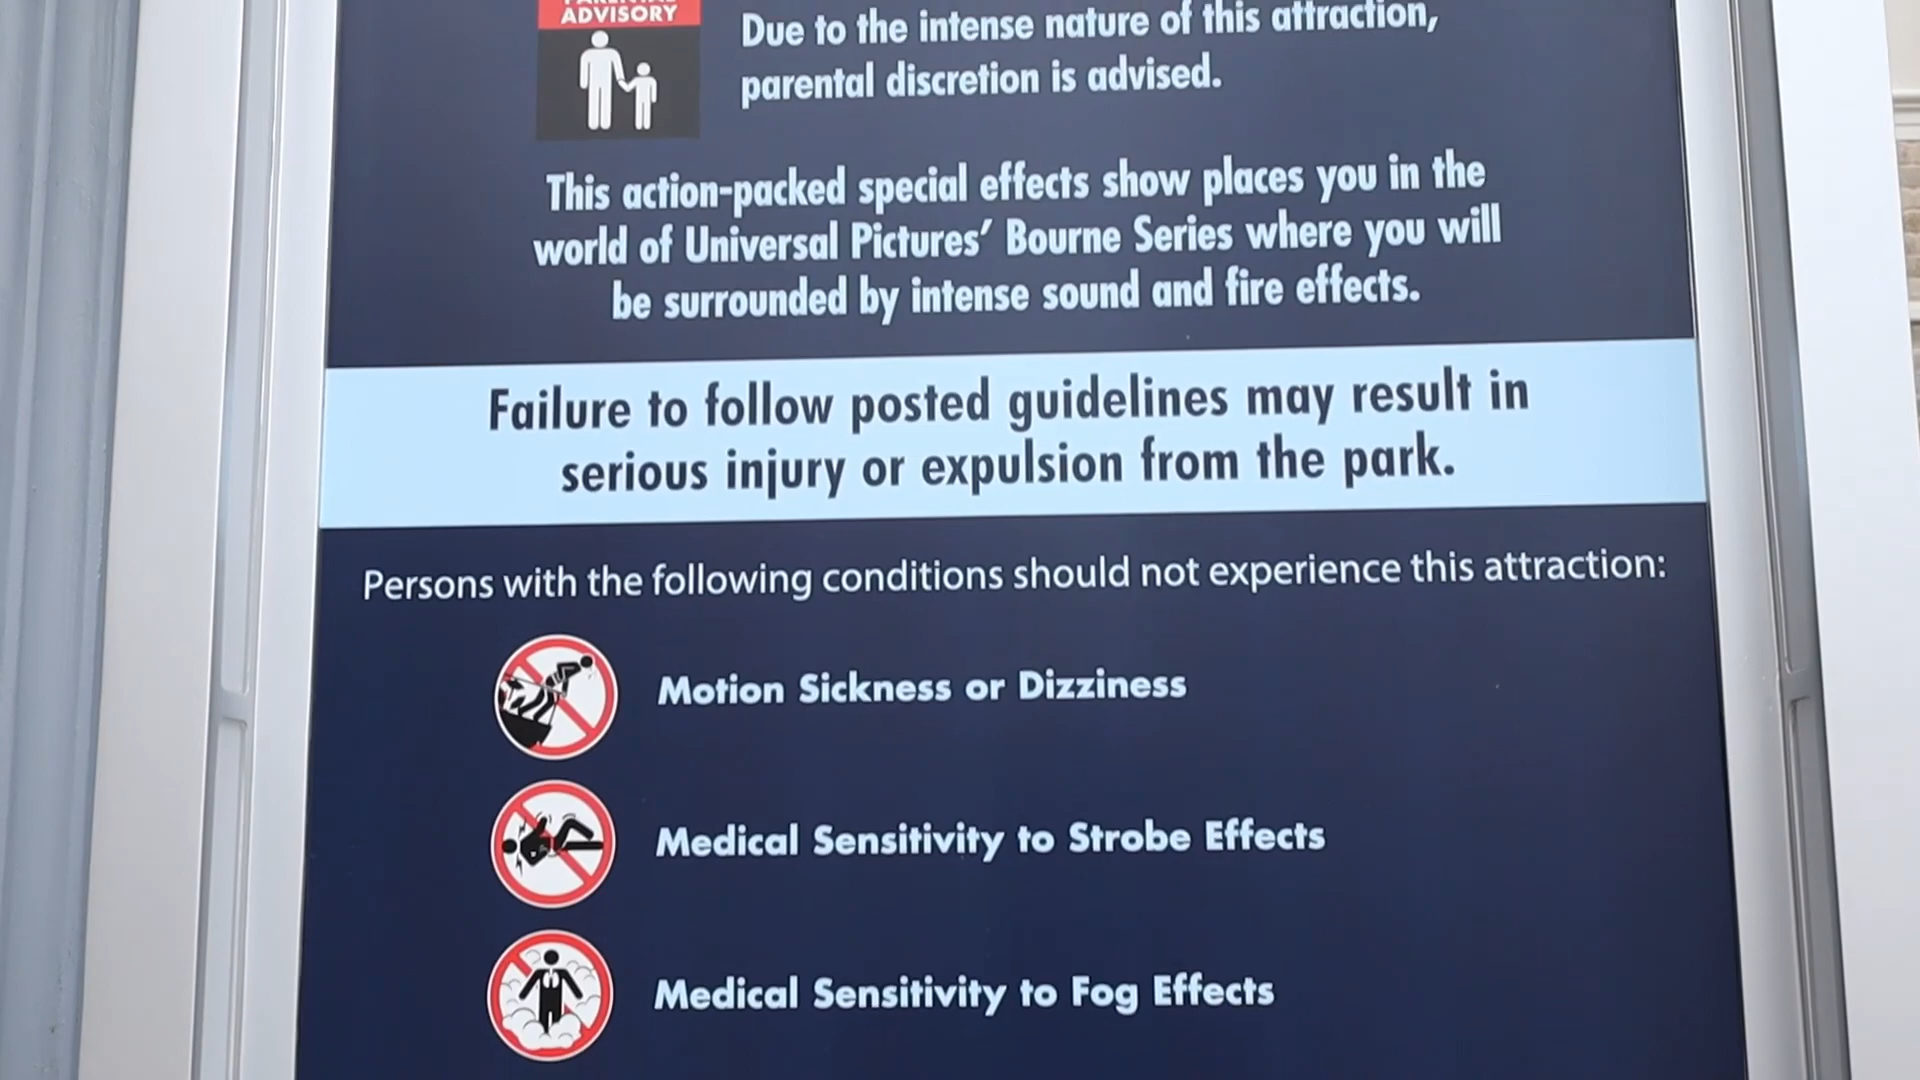 ADVISORY
Due to the intense nature of this attraction,
parental discretion is advised.
This action-packed special effects show places you in the
world of Universal Pictures' Bourne Series where you will
be surrounded by intense sound and fire effects.
Failure to follow posted guidelines may result in
serious injury or expulsion from the park.
Persons with the following conditions should not experience this attraction:
Motion Sickness or Dizziness
Medical Sensitivity to Strobe Effects
Medical Sensitivity to Fog Effects